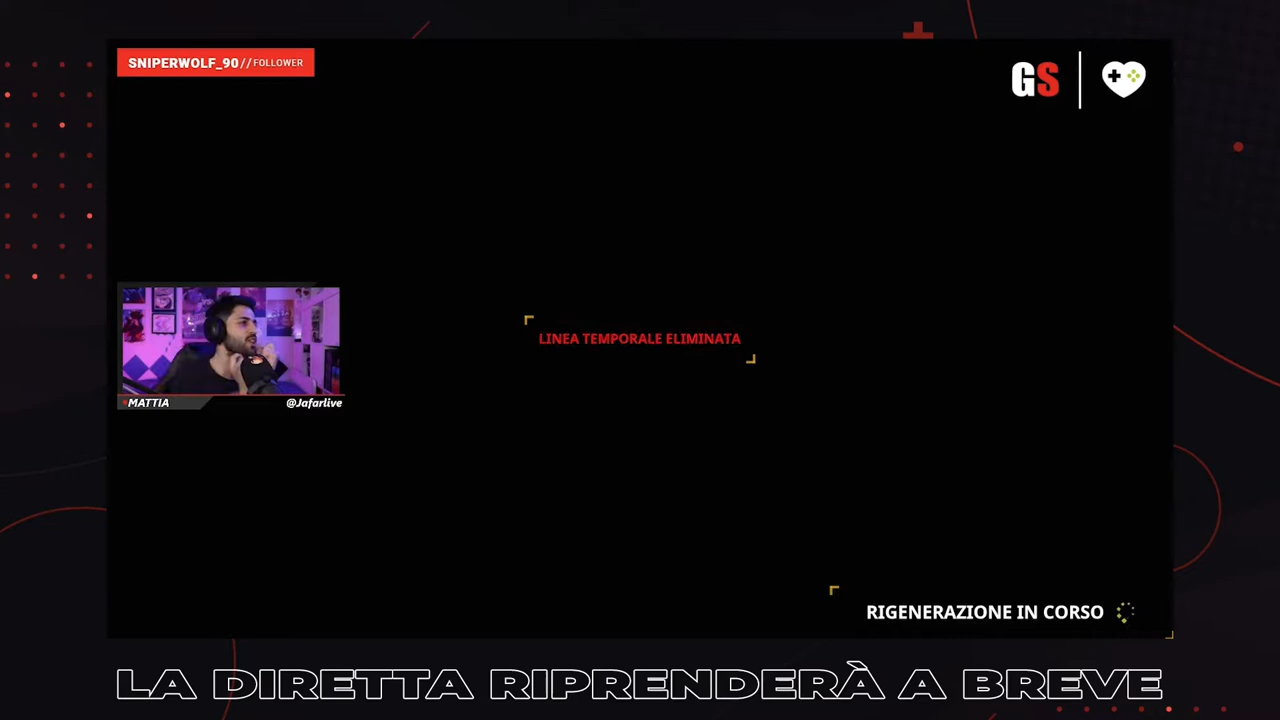 SNIPERWOLF_90//FOLLOWER
GS
LINEA TEMPORALE ELIMINATA
MATTIA
@Jafarlive
RIGENERAZIONE IN CORSO
LA DIRETTA RIPRENDERÀ A BREVE